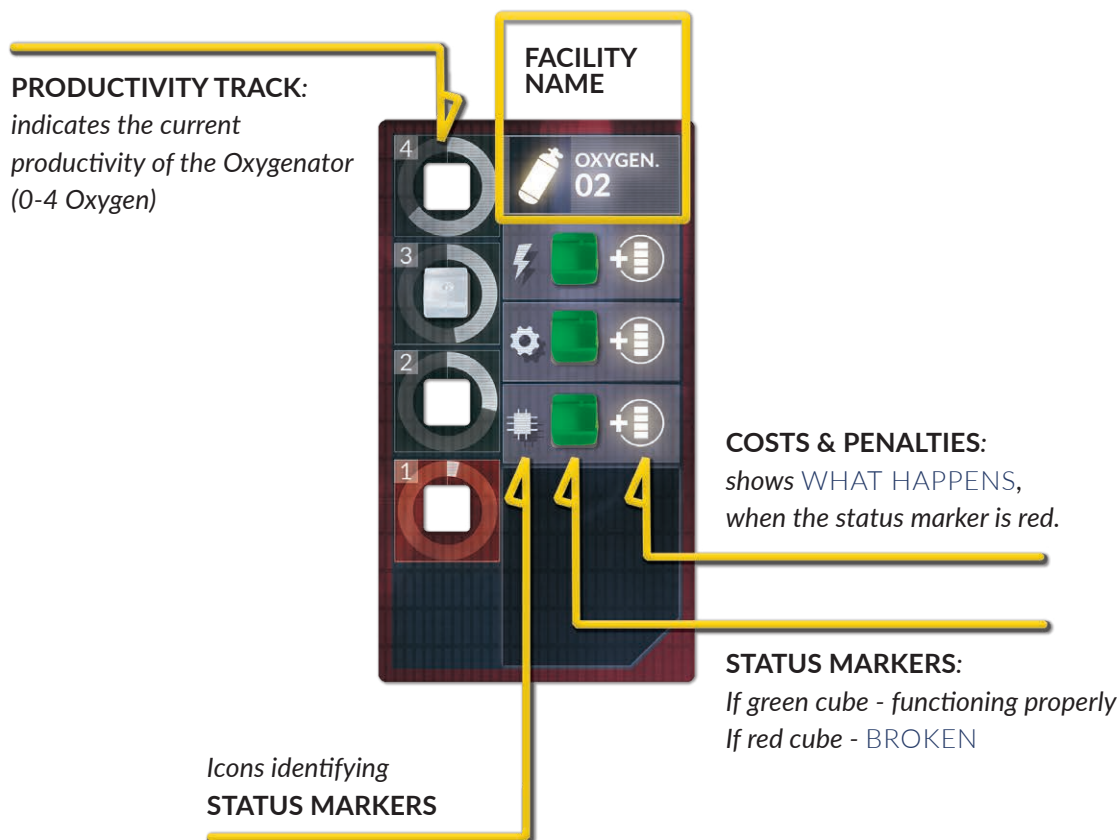 FACILITY
NAME
PRODUCTIVITY TRACK:
indicates the current
productivity of the Oxygenator
(0-4 Oxygen)
4
OXYGEN.
02
3
2
1
COSTS & PENALTIES:
shows WHAT HAPPENS,
when the status marker is red.
STATUS MARKERS:
If green cube - functioning properly
If red cube - BROKEN
Icons identifying
STATUS MARKERS